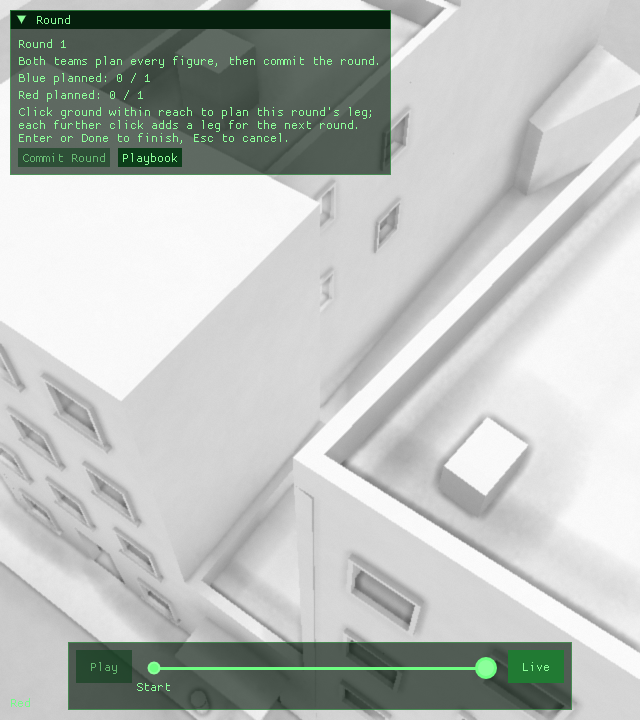 Round
Round 1
Both teams plan every figure, then commit the round.
Blue planned: 0 / 1
Red planned: 0 / 1
Click ground within reach to plan this round's leg;
each further click adds a leg for the next round.
Enter or Done to finish, Esc to cancel.
Commit Round Playbook
Play Live
Start